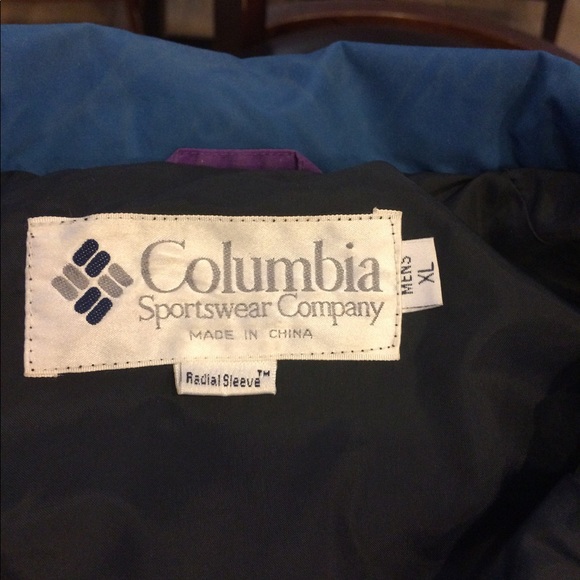 Columbia
Sportswear Company
MADE IN CHINA
MENS
XL
Radial Sleeve™